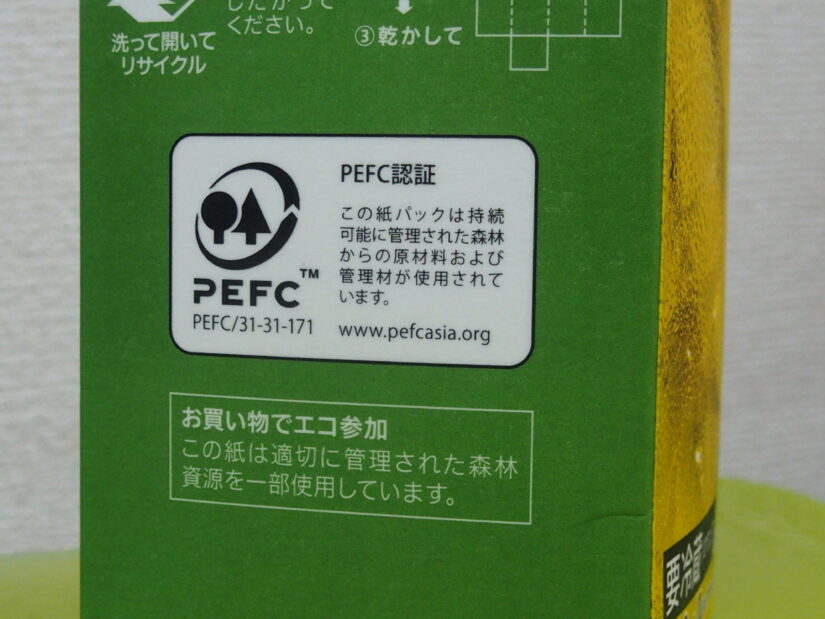 ください。
③乾かして
洗って開いて
リサイクル
PEFC認証
この紙パックは持続
可能に管理された森林
からの原材料および
管理材が使用されて
います。
www.pefcasia.org
PEFC™
PEFC/31-31-171
お買い物でエコ参加
この紙は適切に管理された森林
資源を一部使用しています。
要冷蔵